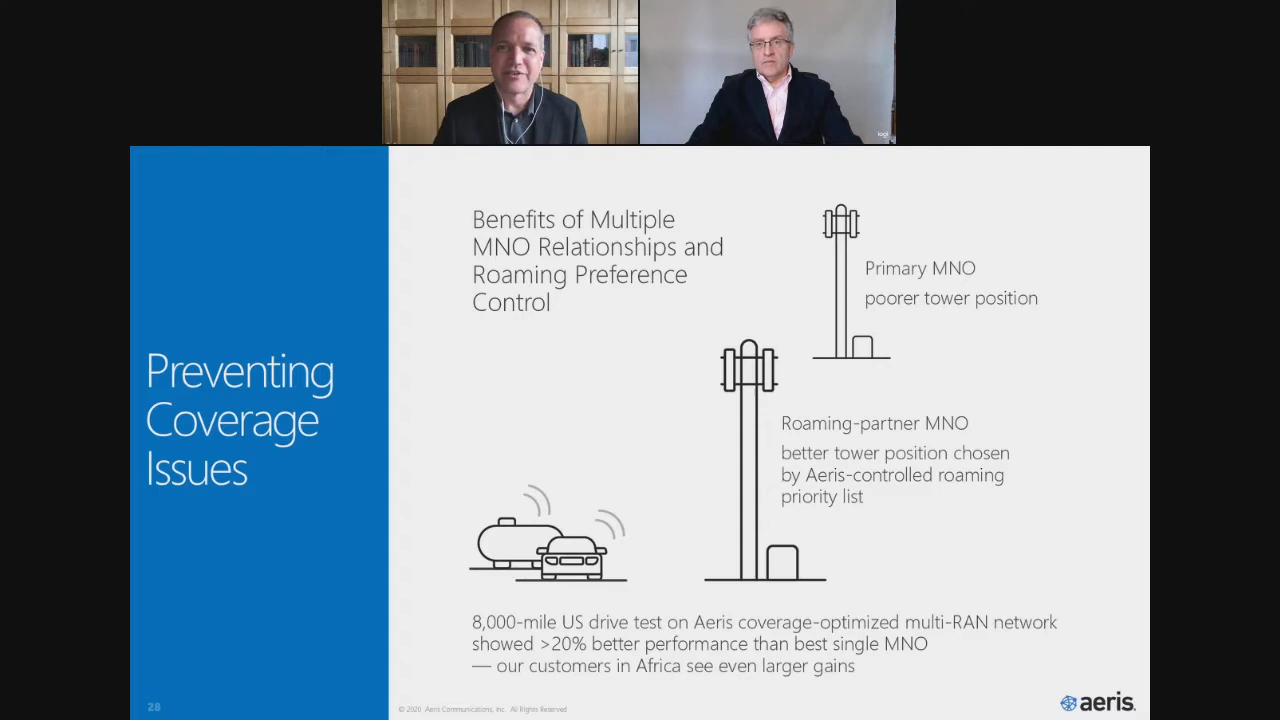 logi
Benefits of Multiple
MNO Relationships and
Roaming Preference
Control
Primary MNO
poorer tower position
Preventing
Coverage
Issues
Roaming-partner MNO
better tower position chosen
by Aeris-controlled roaming
priority list
8,000-mile US drive test on Aeris coverage-optimized multi-RAN network
showed >20% better performance than best single MNO
— our customers in Africa see even larger gains
28
© 2020 Aeris Communications, Inc. All Rights Reserved
aeris.